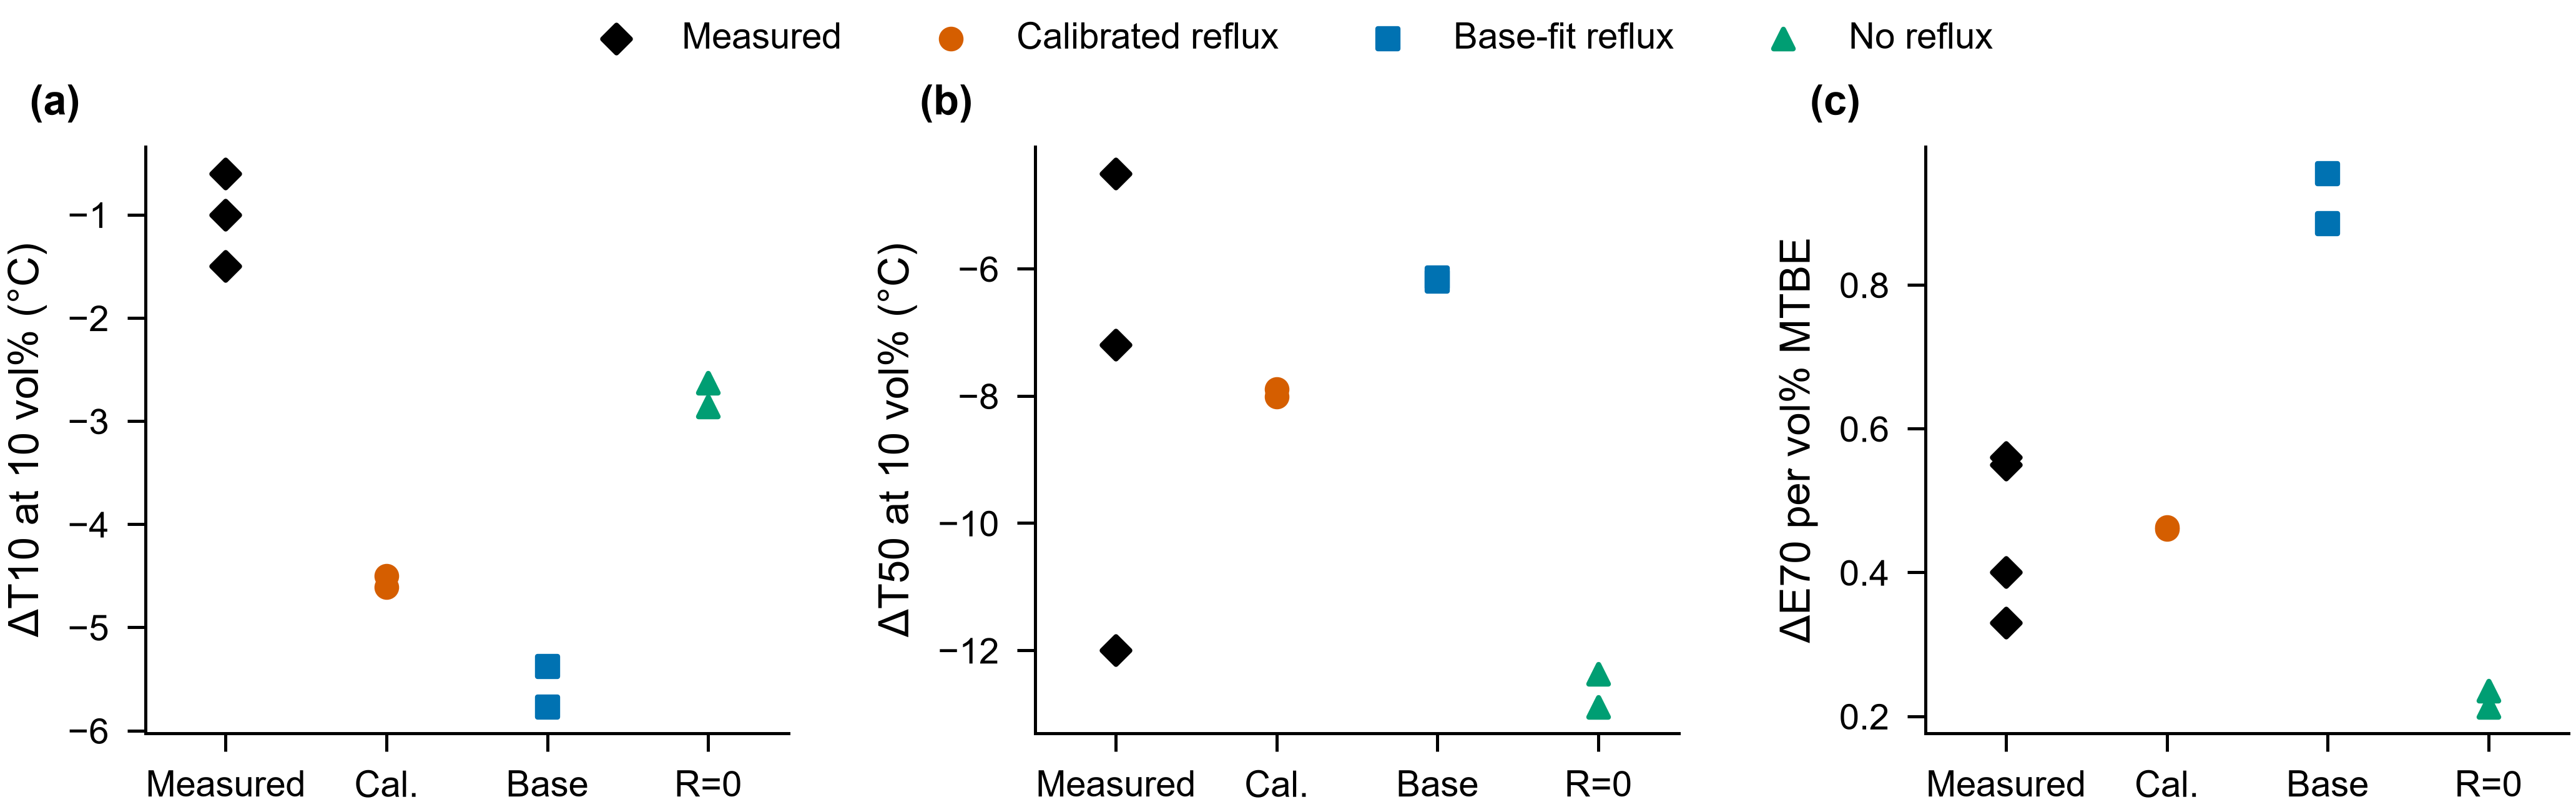 Measured
Calibrated reflux
Base-fit reflux
No reflux
(a)
ΔT10 at 10 vol% (°C)
−1
−2
−3
−4
−5
−6
Measured
Cal.
Base
R=0
(b)
ΔT50 at 10 vol% (°C)
−6
−8
−10
−12
Measured
Cal.
Base
R=0
(c)
ΔE70 per vol% MTBE
0.8
0.6
0.4
0.2
Measured
Cal.
Base
R=0